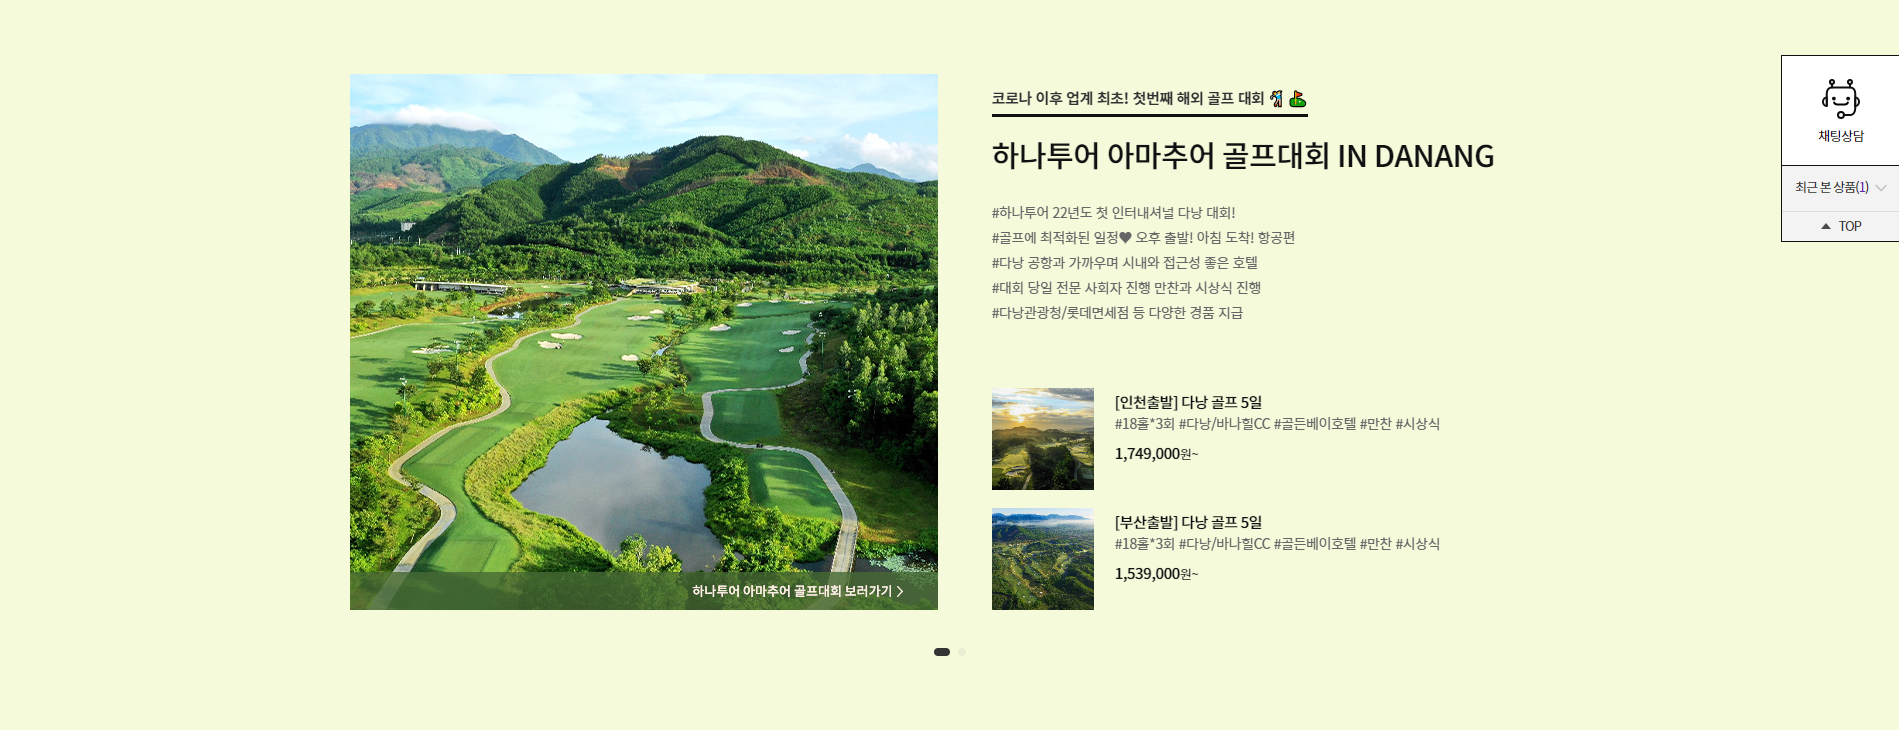 코로나 이후 업계 최초! 첫번째 해외 골프 대회 🏌️⛳
하나투어 아마추어 골프대회 IN DANANG
#하나투어 22년도 첫 인터내셔널 다낭 대회!
#골프에 최적화된 일정♥ 오후 출발! 아침 도착! 항공편
#다낭 공항과 가까우며 시내와 접근성 좋은 호텔
#대회 당일 전문 사회자 진행 만찬과 시상식 진행
#다낭관광청/롯데면세점 등 다양한 경품 지급
[인천출발] 다낭 골프 5일
#18홀*3회 #다낭/바나힐CC #골든베이호텔 #만찬 #시상식
1,749,000원~
[부산출발] 다낭 골프 5일
#18홀*3회 #다낭/바나힐CC #골든베이호텔 #만찬 #시상식
1,539,000원~
하나투어 아마추어 골프대회 보러가기 >
채팅상담
최근 본 상품(1)
▲ TOP